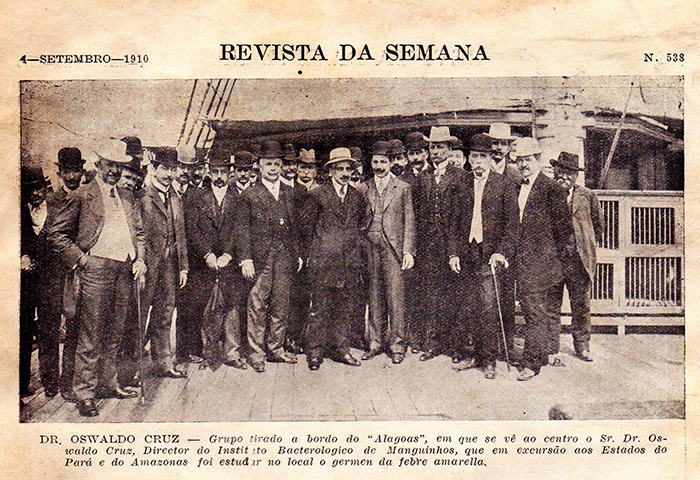 4—SETEMBRO—1910 REVISTA DA SEMANA N. 538
DR. OSWALDO CRUZ — Grupo tirado a bordo do "Alagoas", em que se vê ao centro o Sr. Dr. Os-
waldo Cruz, Director do Instituto Bacterologico de Manguinhos, que em excursão aos Estados do
Pará e do Amazonas foi estudar no local o germen da febre amarella.